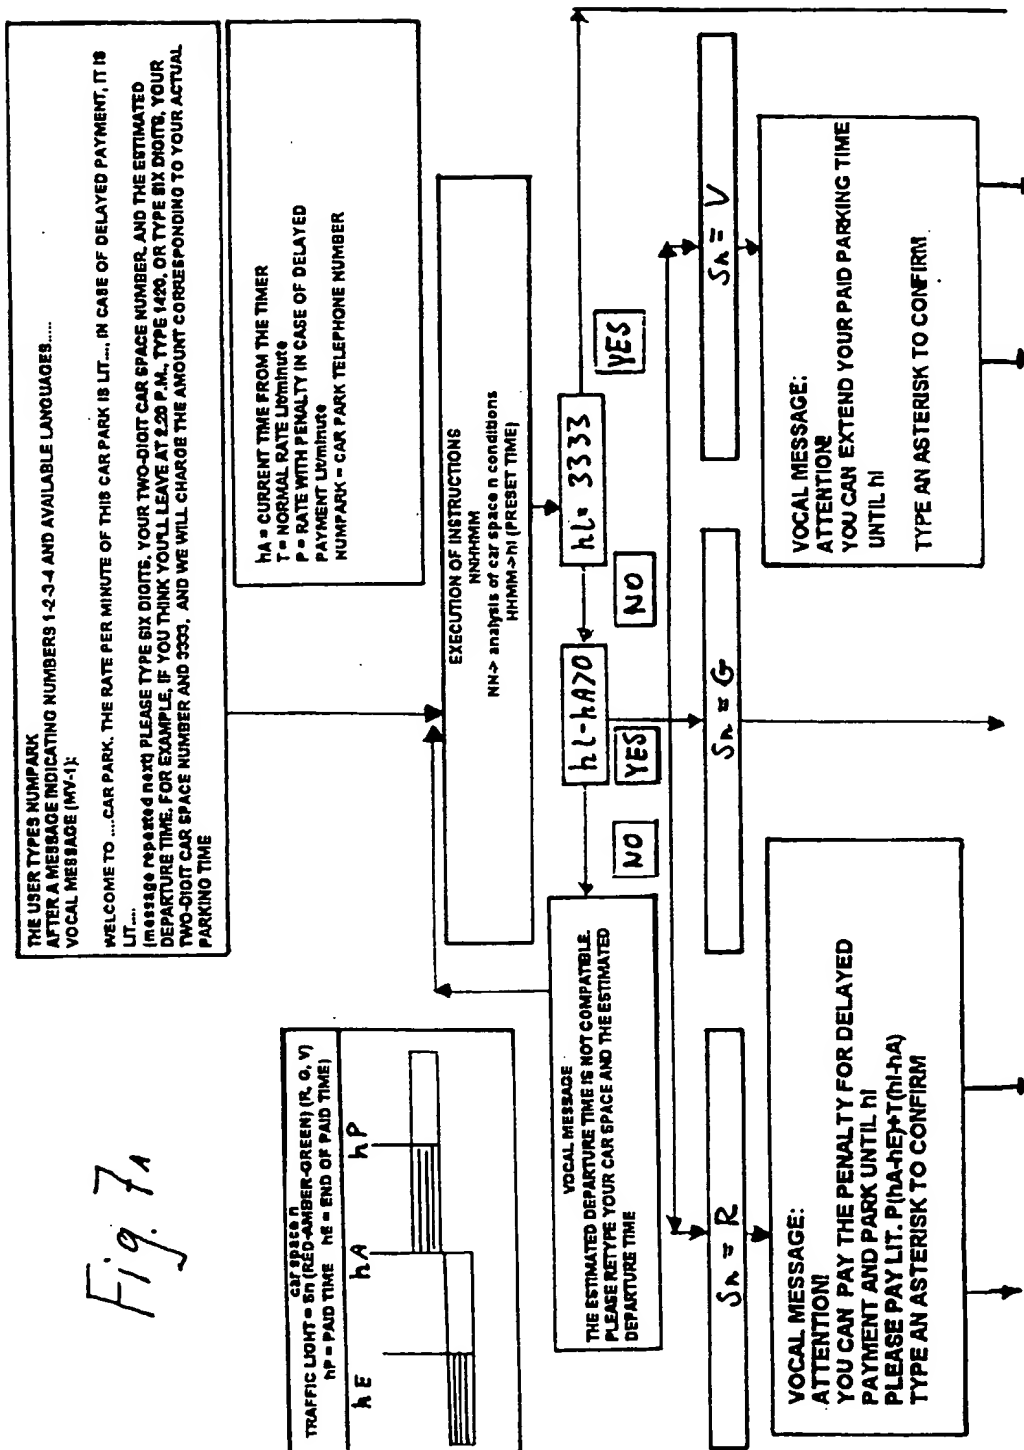 Fig. 7A
THE USER TYPES NUMPARK
AFTER A MESSAGE INDICATING NUMBERS 1-2-3-4 AND AVAILABLE LANGUAGES.....
VOCAL MESSAGE (MV-1):
WELCOME TO ....CAR PARK. THE RATE PER MINUTE OF THIS CAR PARK IS LIT...., IN CASE OF DELAYED PAYMENT, IT IS
LIT....
(message repeated next) PLEASE TYPE SIX DIGITS, YOUR TWO-DIGIT CAR SPACE NUMBER, AND THE ESTIMATED
DEPARTURE TIME. FOR EXAMPLE, IF YOU THINK YOU'LL LEAVE AT 2.20 P.M., TYPE 1420, OR TYPE SIX DIGITS, YOUR
TWO-DIGIT CAR SPACE NUMBER AND 3333, AND WE WILL CHARGE THE AMOUNT CORRESPONDING TO YOUR ACTUAL
PARKING TIME
car space n
TRAFFIC LIGHT = Sn (RED-AMBER-GREEN) (R, G, V)
hP = PAID TIME hE = END OF PAID TIME)
hE hA hP
hA = CURRENT TIME FROM THE TIMER
T = NORMAL RATE Lit/minute
P = RATE WITH PENALTY IN CASE OF DELAYED
PAYMENT Lit/minute
NUMPARK = CAR PARK TELEPHONE NUMBER
EXECUTION OF INSTRUCTIONS
NNHHMM
NN-> analysis of car space n conditions
HHMM->hl (PRESET TIME)
VOCAL MESSAGE
THE ESTIMATED DEPARTURE TIME IS NOT COMPATIBLE.
PLEASE RETYPE YOUR CAR SPACE AND THE ESTIMATED
DEPARTURE TIME
NO
hl-hA>0
YES
NO
hl = 3333
YES
Sn = R
Sn = G
Sn = V
VOCAL MESSAGE:
ATTENTION!
YOU CAN PAY THE PENALTY FOR DELAYED
PAYMENT AND PARK UNTIL hl
PLEASE PAY LIT. P(hA-hE)+T(hl-hA)
TYPE AN ASTERISK TO CONFIRM
VOCAL MESSAGE:
ATTENTION!
YOU CAN EXTEND YOUR PAID PARKING TIME
UNTIL hl
TYPE AN ASTERISK TO CONFIRM